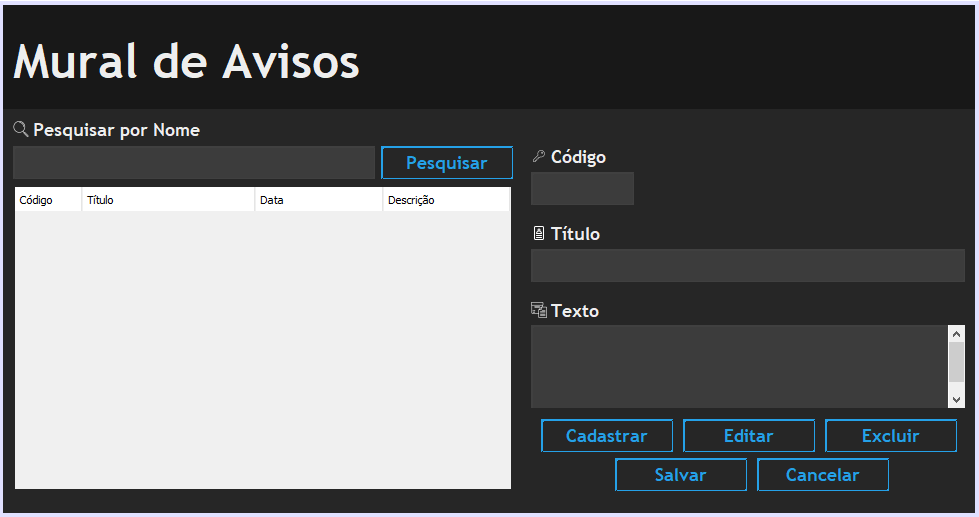 Mural de Avisos
Pesquisar por Nome
Pesquisar
Código Título Data Descrição
Código
Título
Texto
Cadastrar Editar Excluir
Salvar Cancelar